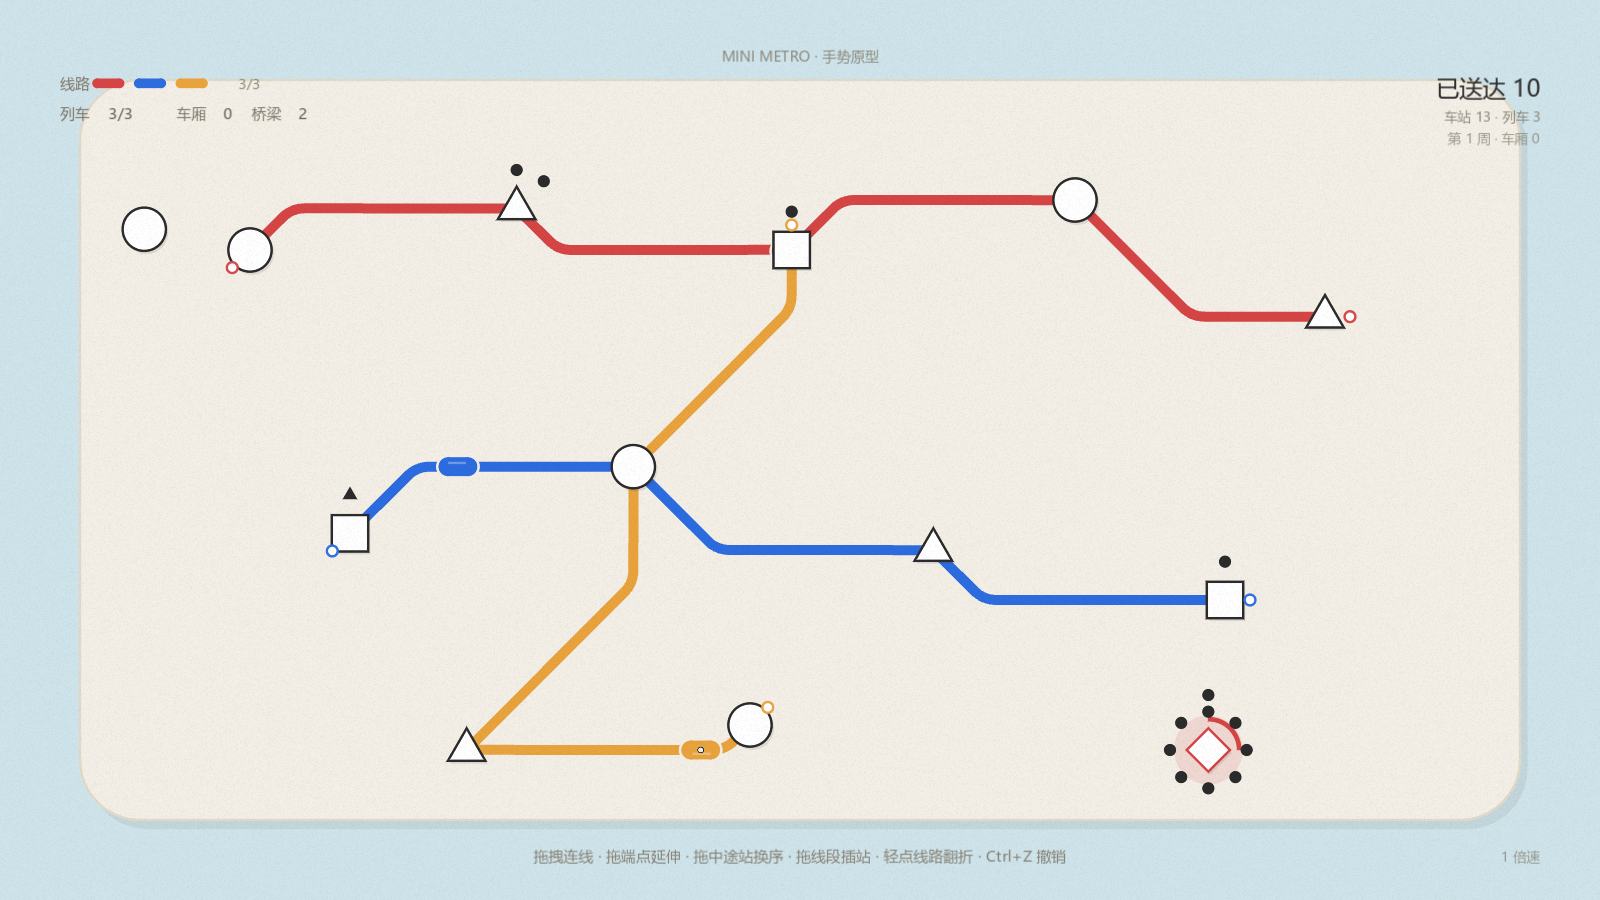 MINI METRO · 手势原型
线路 3/3
列车 3/3 车厢 0 桥梁 2
已送达 10
车站 13 · 列车 3
第 1 周 · 车厢 0
拖拽连线 · 拖端点延伸 · 拖中途站换序 · 拖线段插站 · 轻点线路翻折 · Ctrl+Z 撤销
1 倍速